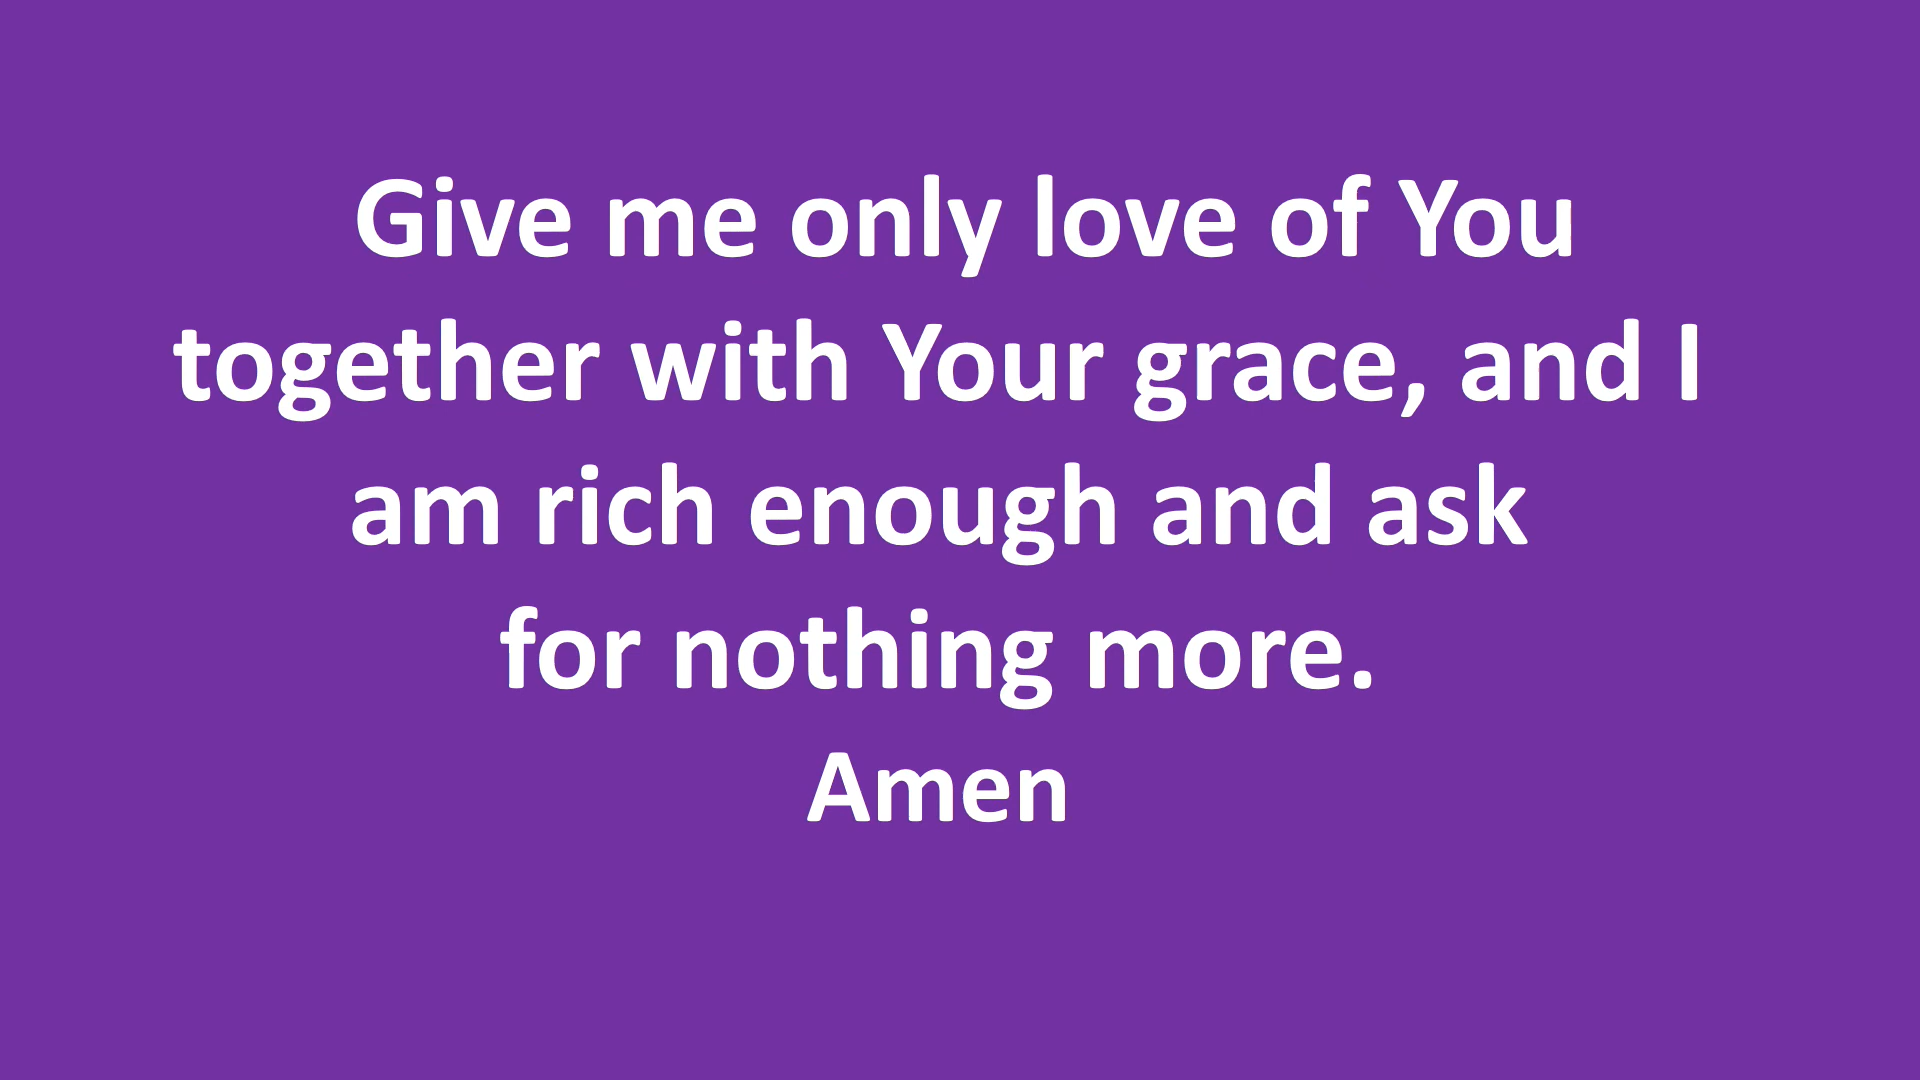 Give me only love of You
together with Your grace, and I
am rich enough and ask
for nothing more.
Amen